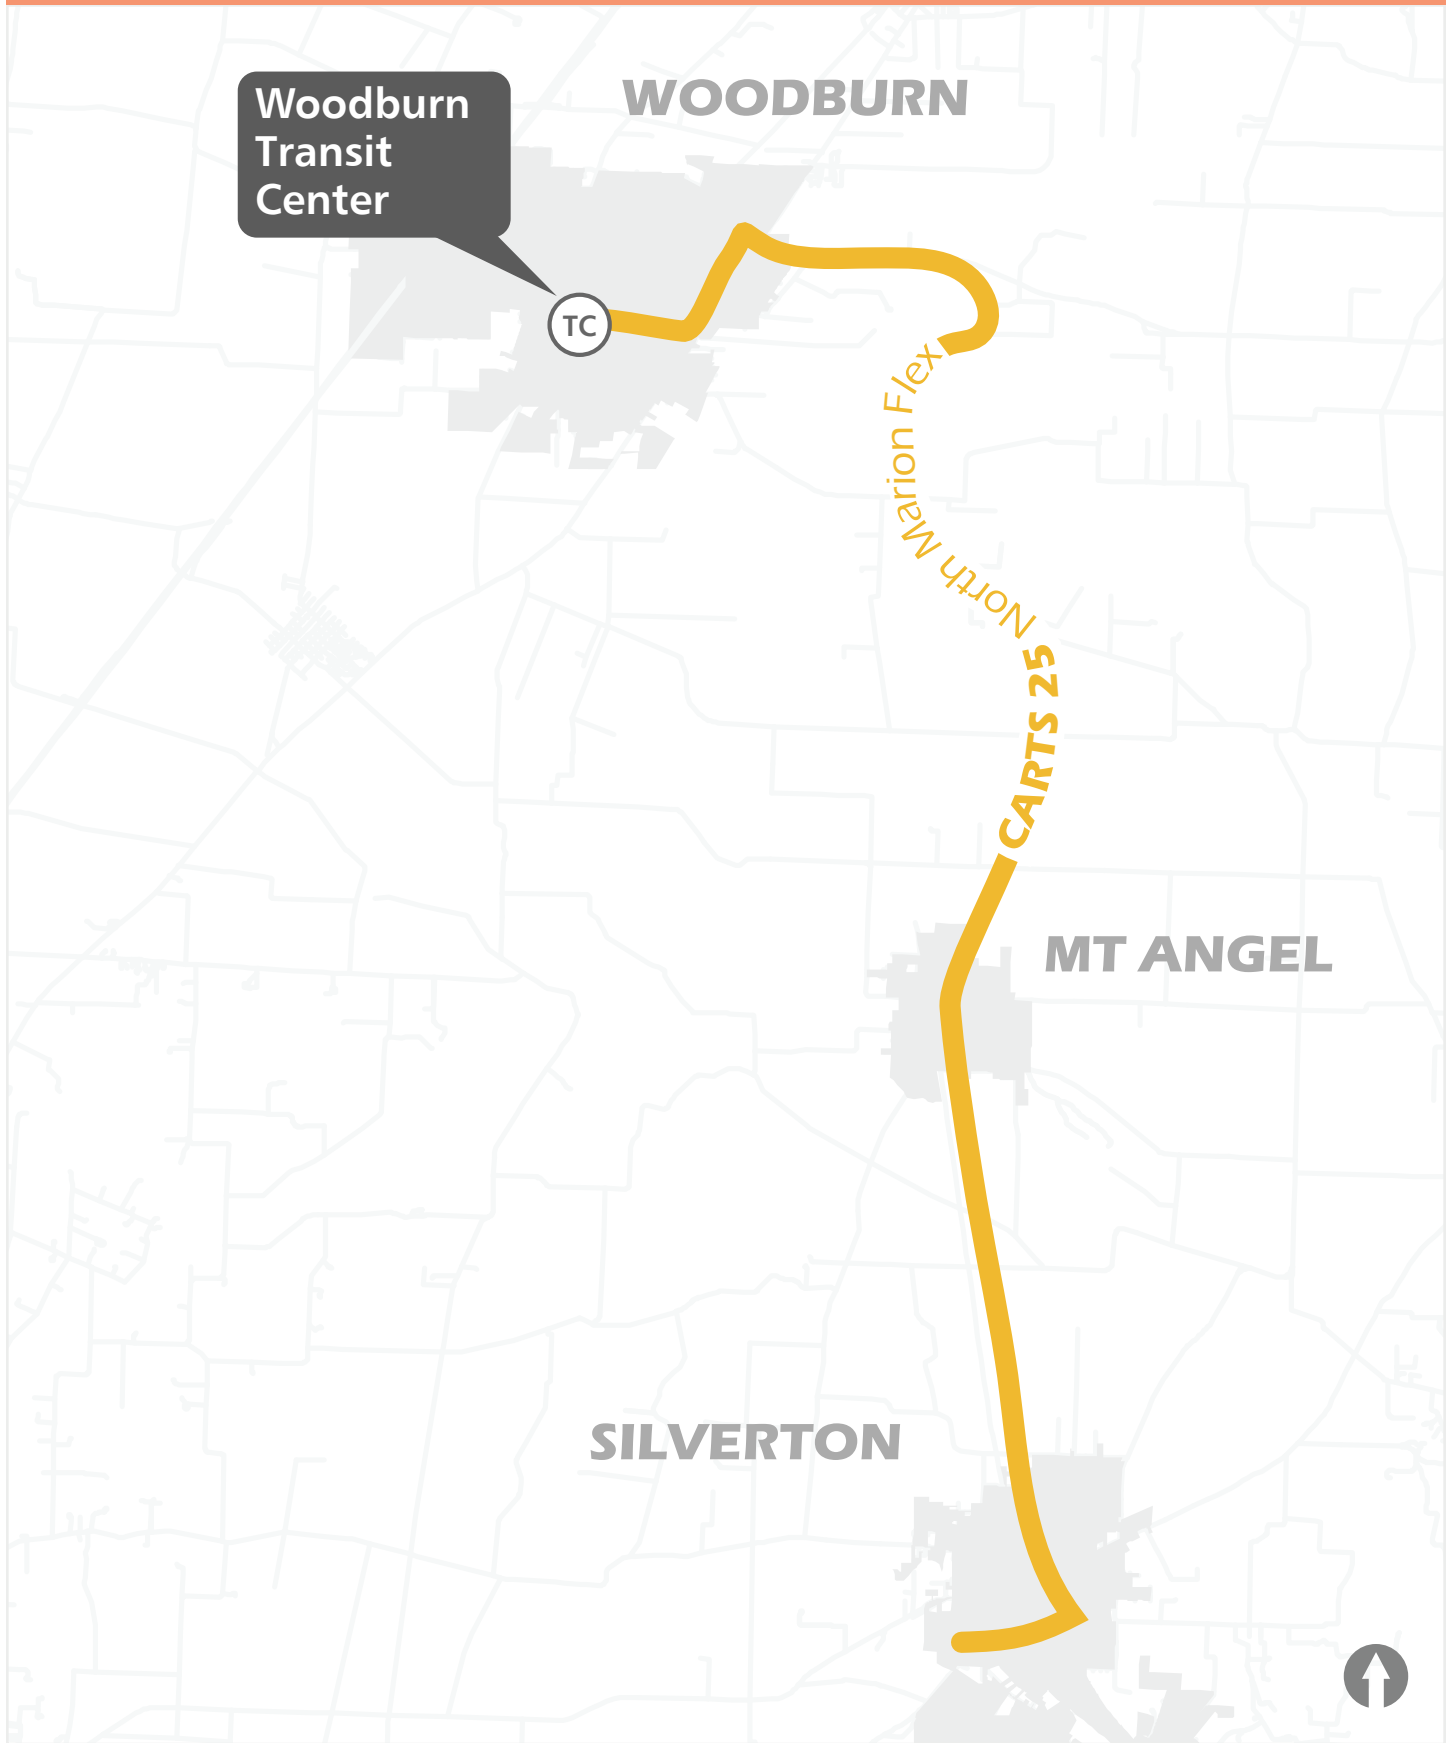 WOODBURN
Woodburn
Transit
Center
TC
North Marion Flex
CARTS 25
MT ANGEL
SILVERTON